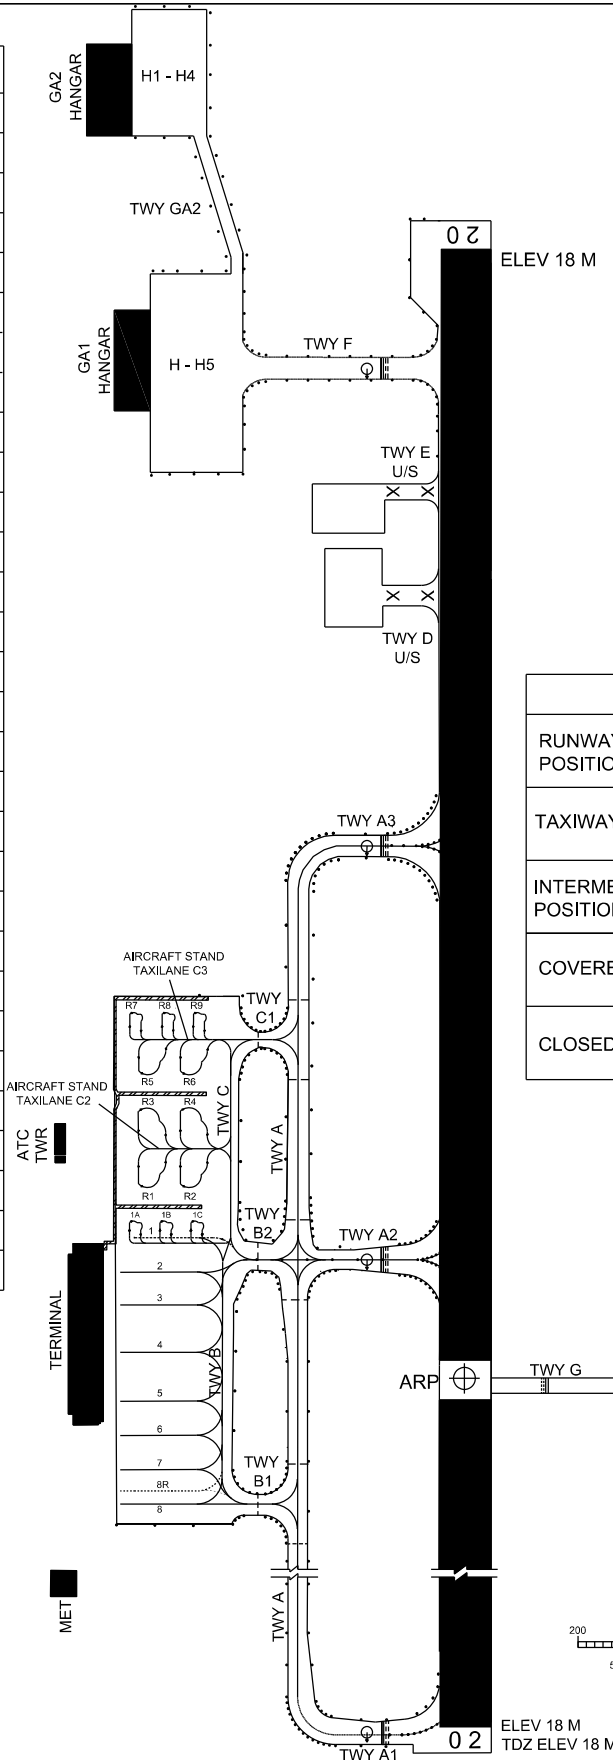 H1 - H4
GA2
HANGAR
TWY GA2
20
ELEV 18 M
TWY F
GA1
HANGAR
H - H5
TWY E
U/S
TWY D
U/S
RUNWAY
POSITIO
TWY A3
TAXIWAY
INTERME
POSITION
AIRCRAFT STAND
TAXILANE C3
COVERE
TWY
C1
R7 R8 R9
CLOSED
R5 R6
AIRCRAFT STAND
TAXILANE C2
R3 R4
TWY C
TWY A
ATC
TWR
R1 R2
1A 1B 1C
TWY
B2
1
TWY A2
2
3
TERMINAL
4
TWY B
ARP
TWY G
5
6
7
TWY
B1
8R
8
MET
TWY A
200
5
ELEV 18 M
TDZ ELEV 18 M
02
TWY A1